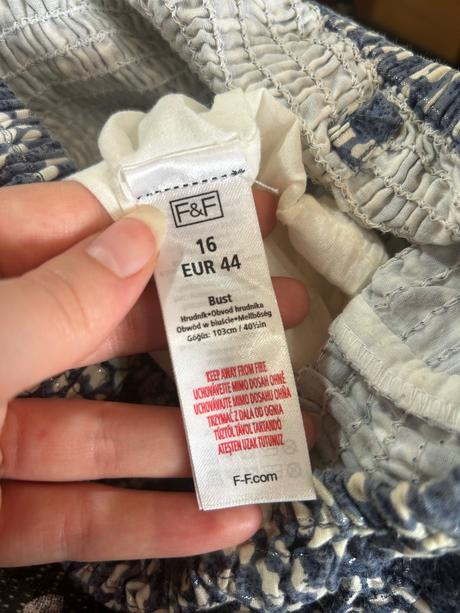 F&F
16
EUR 44
Bust
Hrudník•Obvod hrudníka
Obwód w biuście•Mellbőség
Göğüs: 103cm / 40½in
KEEP AWAY FROM FIRE
UCHOVÁVEJTE MIMO DOSAH OHNĚ
UCHOVÁVAJTE MIMO DOSAHU OHŇA
TRZYMAĆ Z DALA OD OGNIA
TŰZTŐL TÁVOL TARTANDÓ
ATEŞTEN UZAK TUTUNUZ
F-F.com